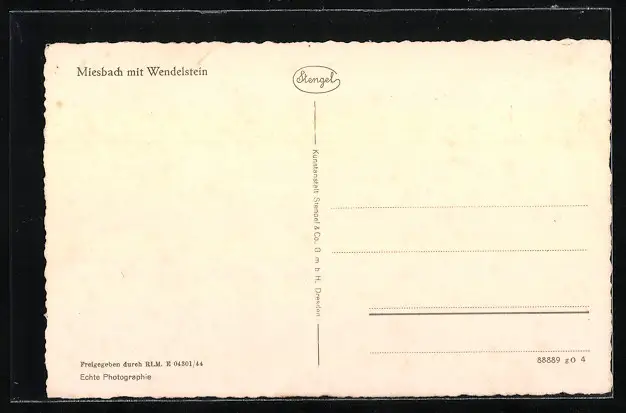 Miesbach mit Wendelstein
Stengel
Kunstanstalt Stengel & Co., G. m. b. H., Dresden
Freigegeben durch RLM. E 04301/44
Echte Photographie
88889 gO 4